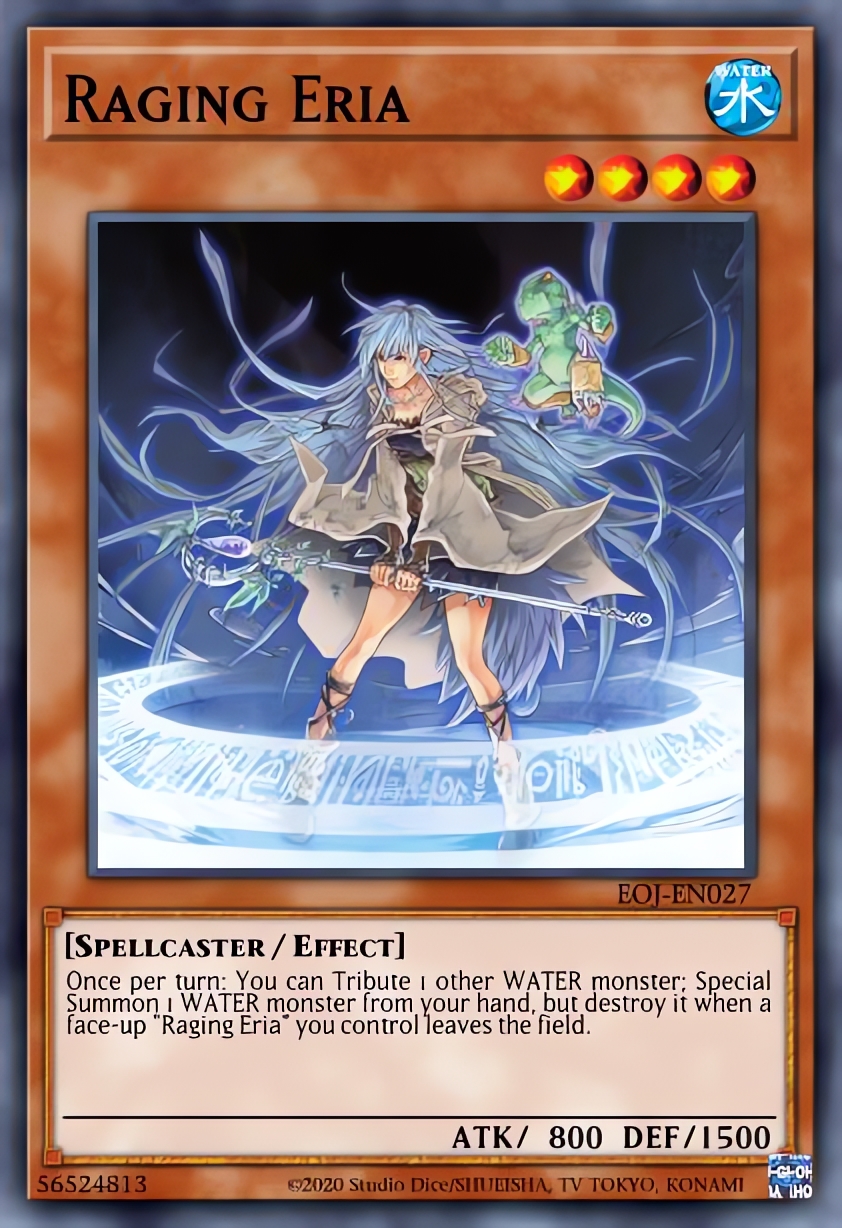 Raging Eria
WATER
水
EOJ-EN027
[Spellcaster / Effect]
Once per turn: You can Tribute 1 other WATER monster; Special
Summon 1 WATER monster from your hand, but destroy it when a
face-up "Raging Eria" you control leaves the field.
ATK/ 800 DEF/1500
56524813
©2020 Studio Dice/SHUEISHA, TV TOKYO, KONAMI